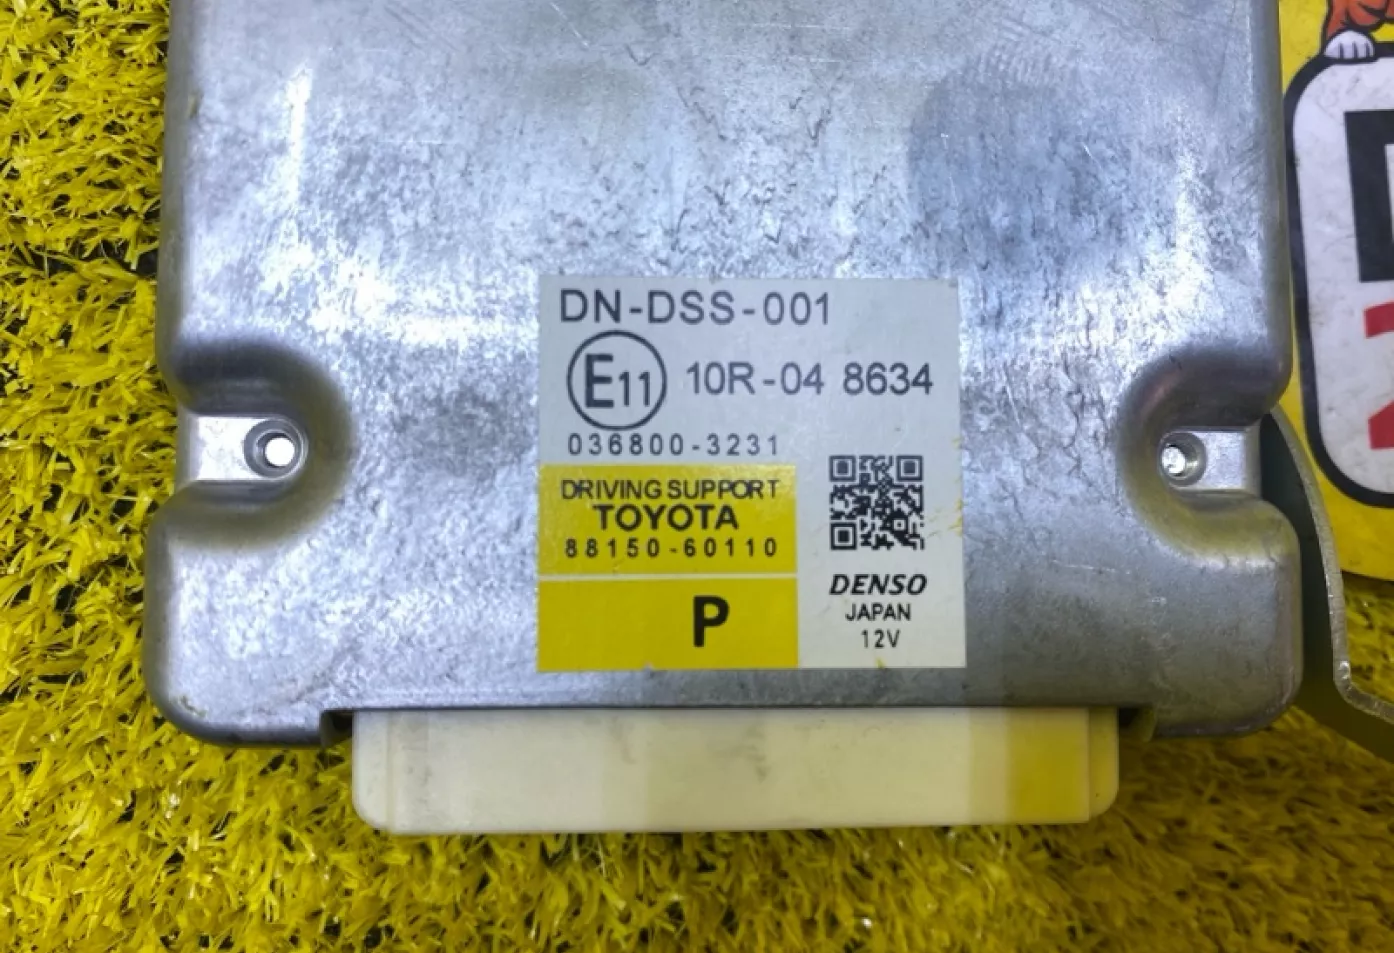 DN-DSS-001
E11 10R-04 8634
036800-3231
DRIVING SUPPORT
TOYOTA
88150-60110
P
DENSO
JAPAN
12V